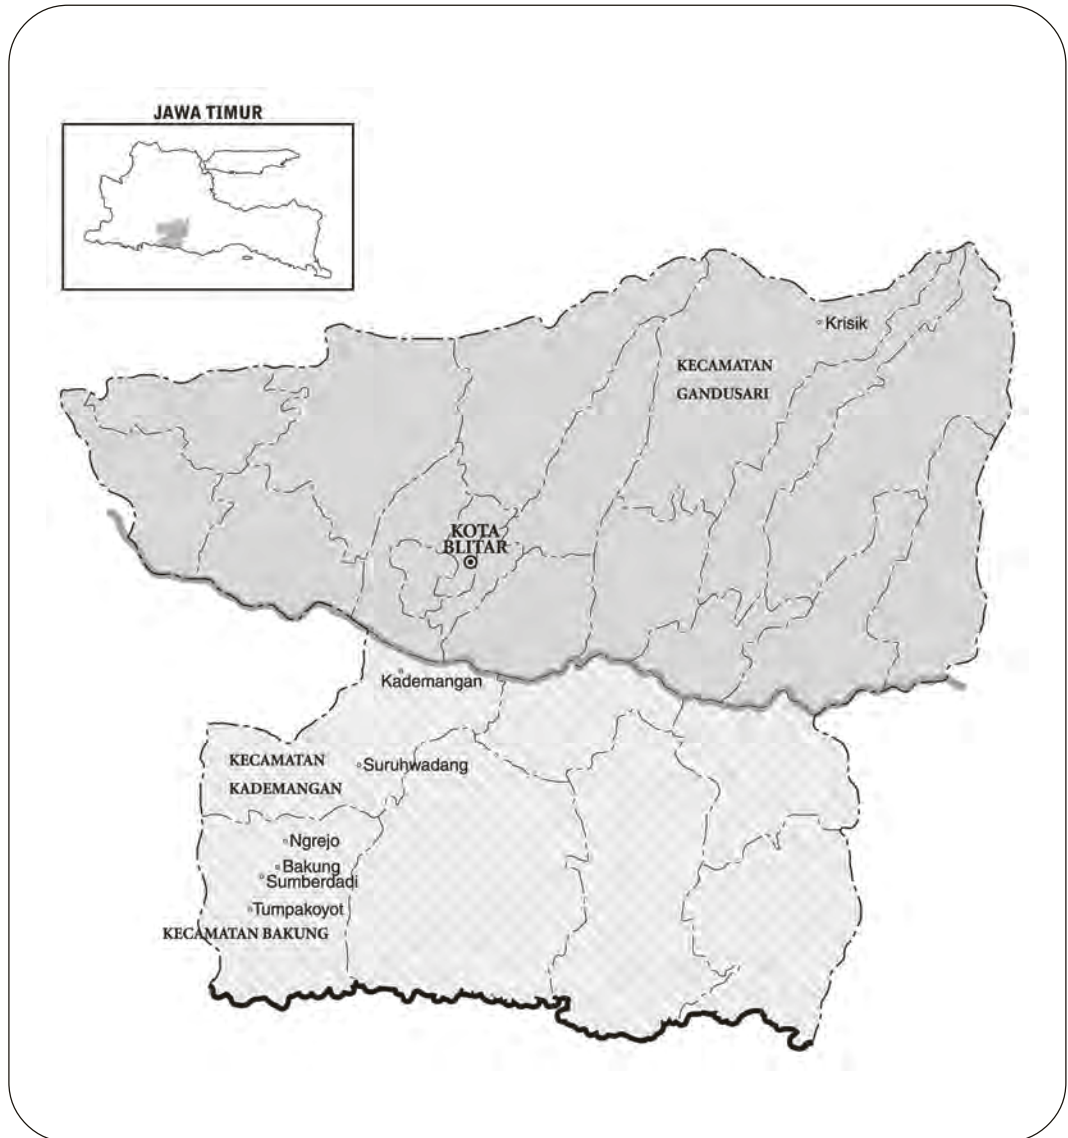 JAWA TIMUR
Krisik
KECAMATAN
GANDUSARI
KOTA
BLITAR
Kademangan
KECAMATAN
KADEMANGAN
Suruhwadang
Ngrejo
Bakung
Sumberdadi
Tumpakoyot
KECAMATAN BAKUNG